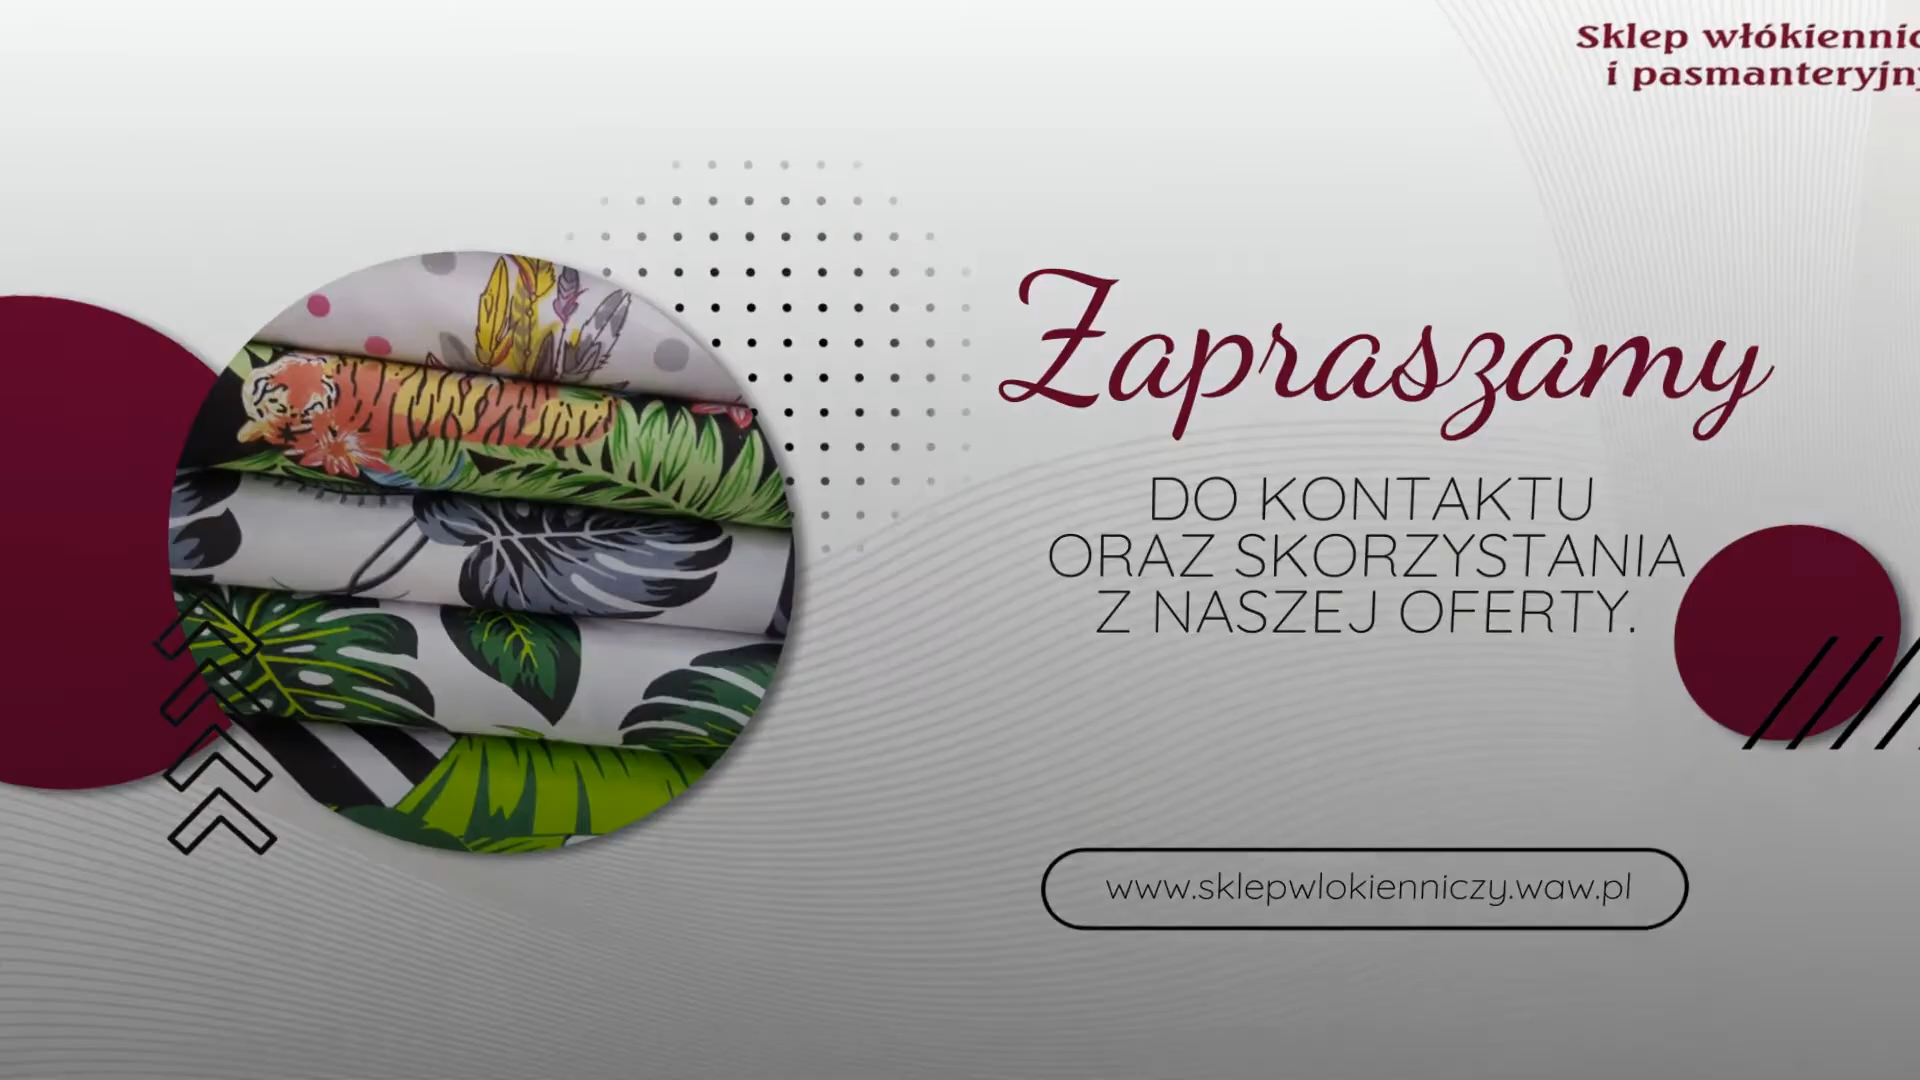 Sklep włókiennic
i pasmanteryjny
Zapraszamy
DO KONTAKTU
ORAZ SKORZYSTANIA
Z NASZEJ OFERTY.
www.sklepwlokienniczy.waw.pl